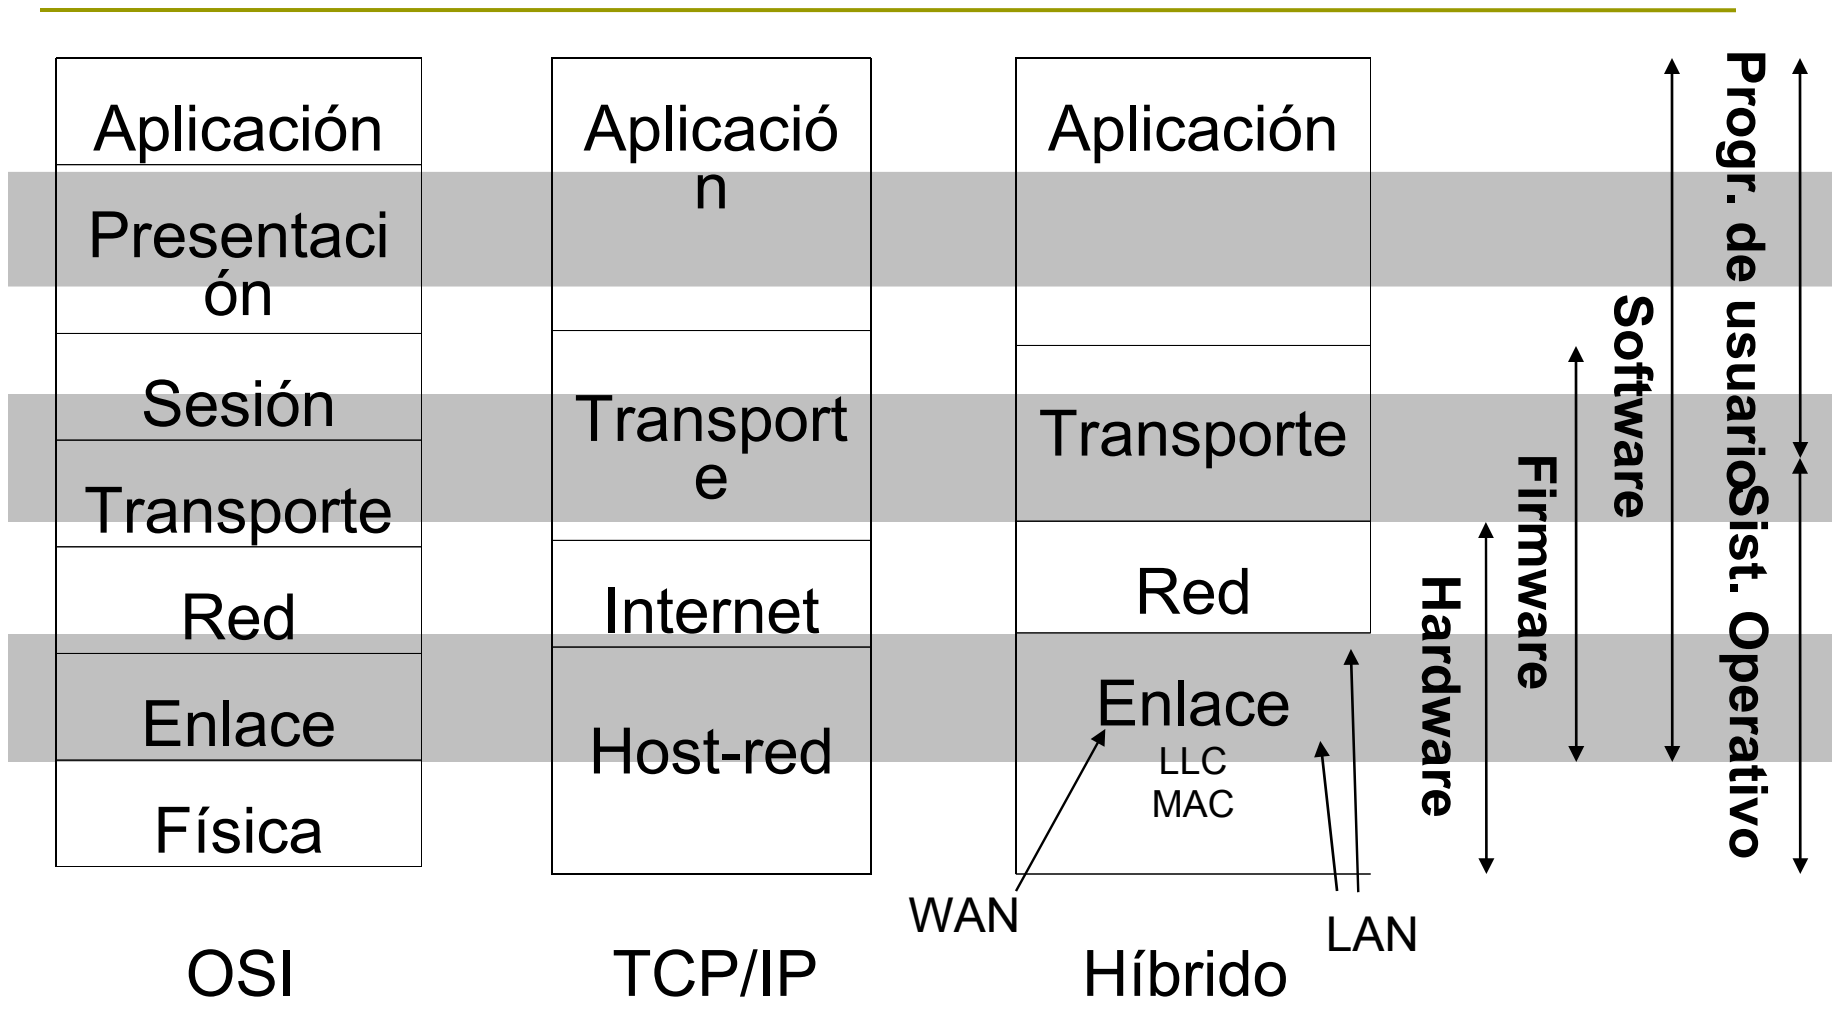 Aplicación
Presentaci
ón
Sesión
Transporte
Red
Enlace
Física
OSI
Aplicació
n
Transport
e
Internet
Host-red
TCP/IP
Aplicación
Transporte
Red
Enlace
LLC
MAC
WAN
LAN
Híbrido
Hardware
Firmware
Software
Progr. de usuario
Sist. Operativo